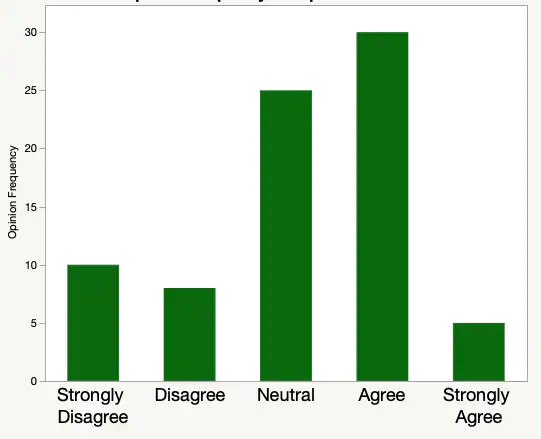 30
25
20
15
10
5
0
Opinion Frequency
Strongly Disagree
Disagree
Neutral
Agree
Strongly Agree